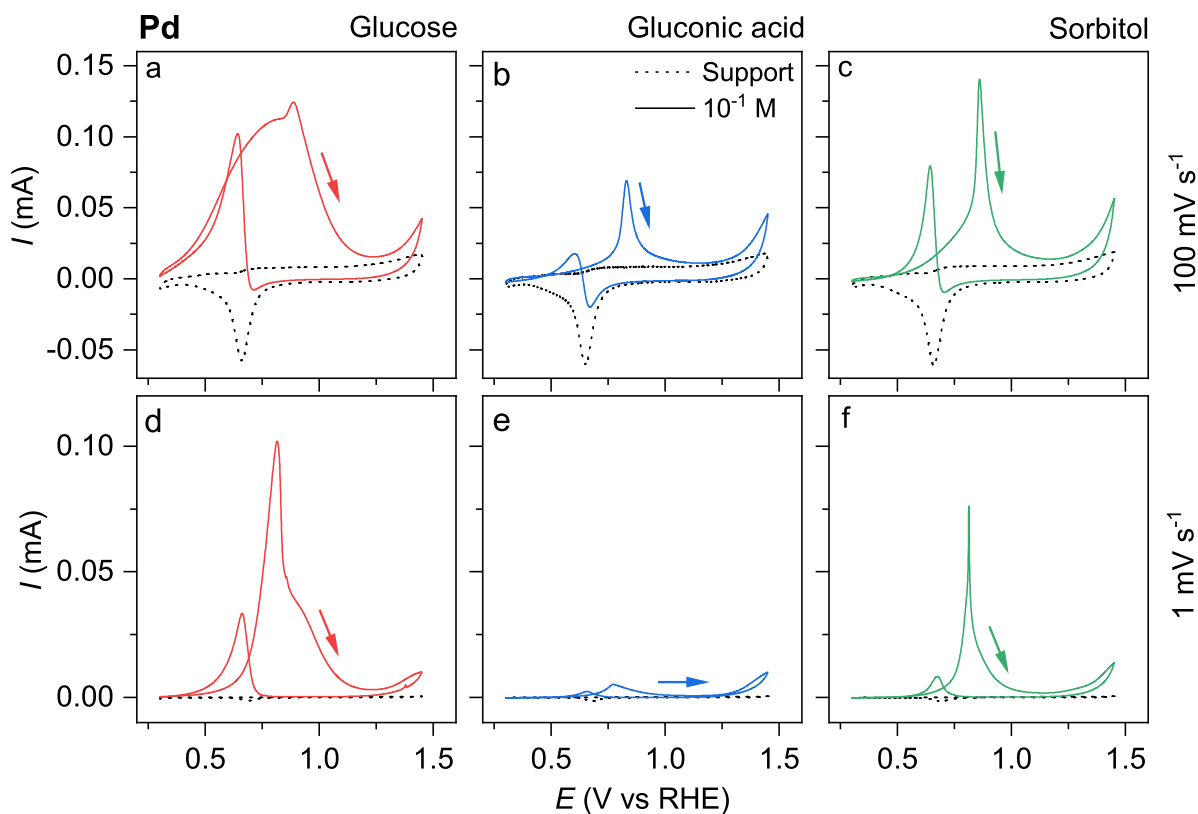 Pd Glucose Gluconic acid Sorbitol
a b c
Support
10⁻¹ M
0.15
0.10
0.05
0.00
-0.05
I (mA)
100 mV s⁻¹
d e f
0.10
0.05
0.00
I (mA)
1 mV s⁻¹
0.5 1.0 1.5 0.5 1.0 1.5 0.5 1.0 1.5
E (V vs RHE)